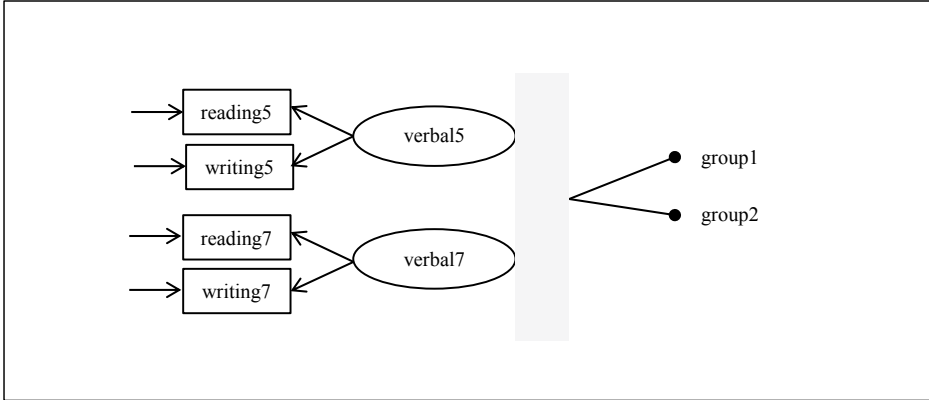 reading5
writing5
verbal5
reading7
writing7
verbal7
group1
group2